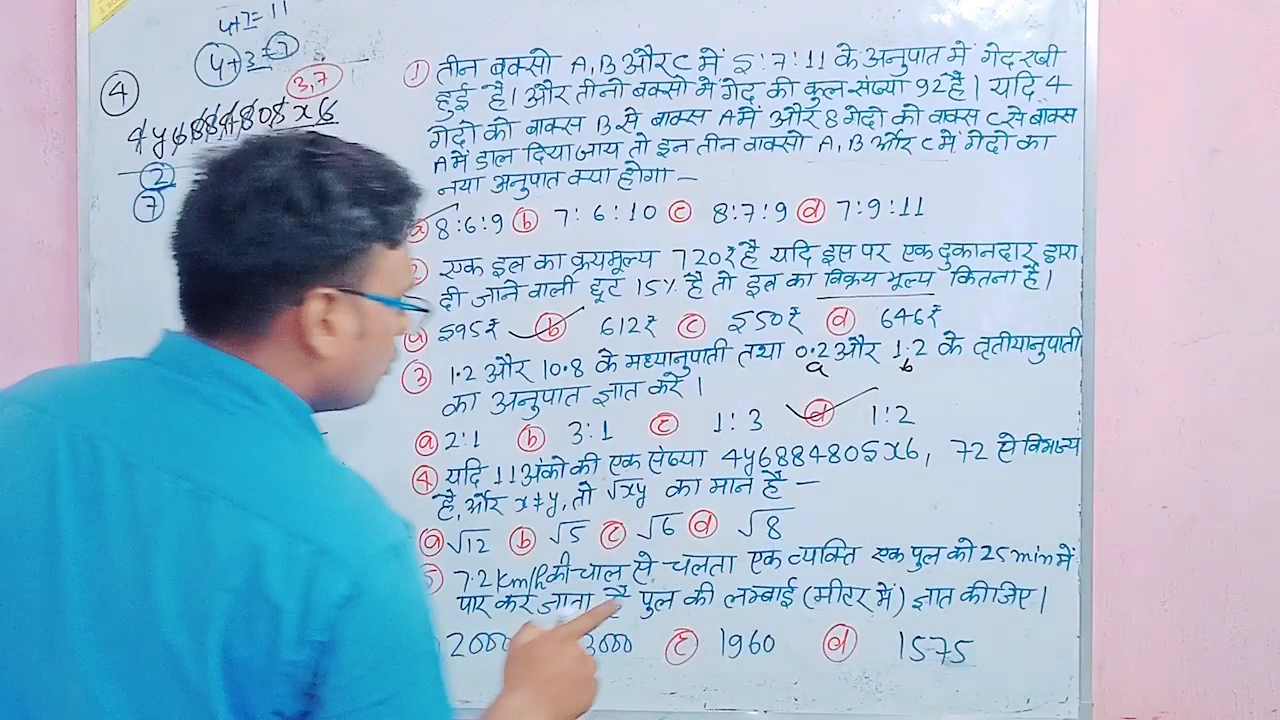 4+7=11
4+3=7
3,7
④
2
7
① तीन बक्सो A, B और C में 5:7:11 के अनुपात में गेंद रखी
हुई है। और तीनो बक्सो में गेंद की कुल संख्या 92 है। यदि 4
गेंदो को बाक्स B से बाक्स A में और 8 गेंदो को बाक्स C से बाक्स
A में डाल दिया जाय तो इन तीन बाक्सो A, B और C में गेंदो का
नया अनुपात क्या होगा —
ⓐ 8:6:9 ⓑ 7:6:10 ⓒ 8:7:9 ⓓ 7:9:11
② एक इल का क्रयमूल्य 720₹ है यदि इस पर एक दुकानदार द्वारा
दी जाने वाली छूट 15% है तो इल का विक्रय मूल्य कितना है।
ⓐ 595₹ ⓑ 612₹ ⓒ 550₹ ⓓ 646₹
③ 1.2 और 10.8 के मध्यानुपाती तथा 0.2 और 1.2 के तृतीयानुपाती
a b
का अनुपात ज्ञात करें।
ⓐ 2:1 ⓑ 3:1 ⓒ 1:3 ⓓ 1:2
④ यदि 11 अंको की एक संख्या 4y6884805x6, 72 से विभाज्य
है, और x≠y, तो √xy का मान है —
ⓐ √12 ⓑ √5 ⓒ √6 ⓓ √8
5 7.2 km/h की चाल से चलता एक व्यक्ति एक पुल को 25 min में
पार कर जाता है पुल की लम्बाई (मीटर में) ज्ञात कीजिए।
2000 3000 ⓒ 1960 ⓓ 1575